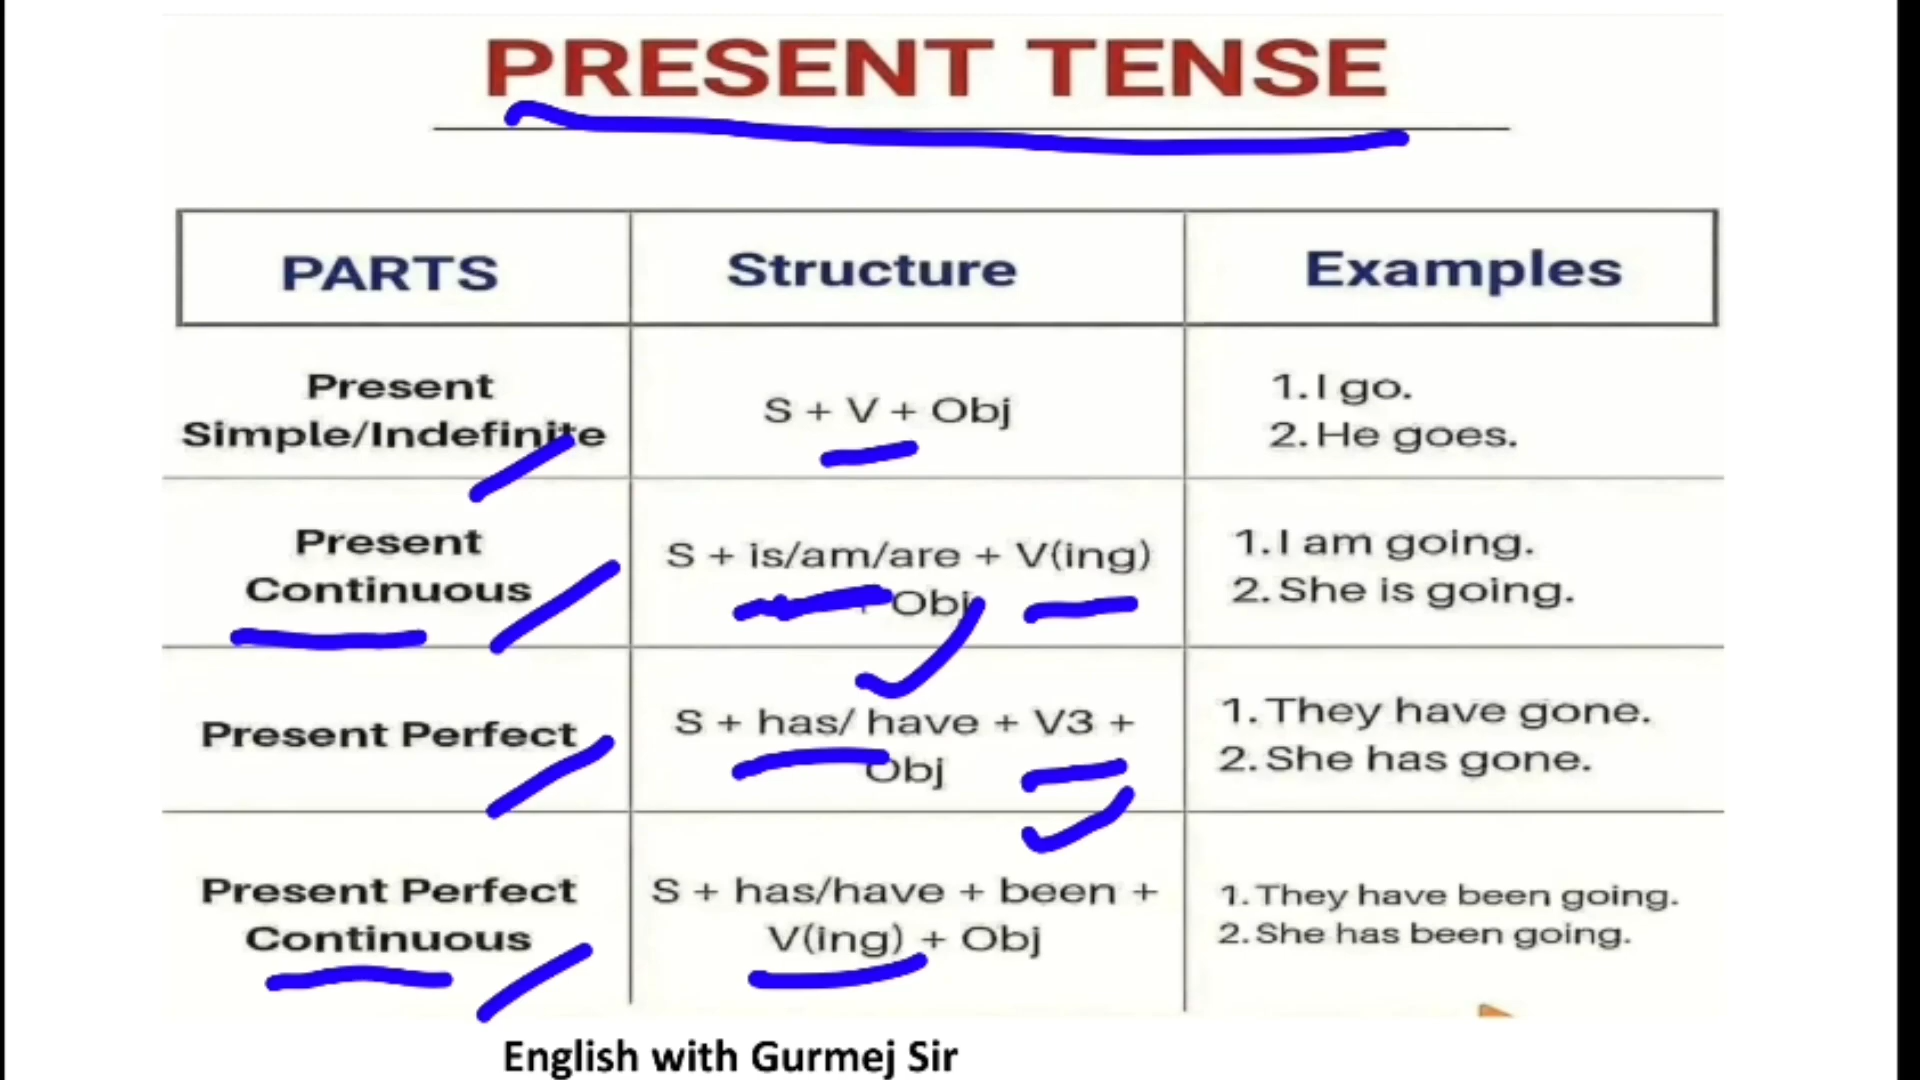 PRESENT TENSE
PARTS
Structure
Examples
Present
Simple/Indefinite
S + V + Obj
1. I go.
2. He goes.
Present
Continuous
S + is/am/are + V(ing)
+ Obj
1. I am going.
2. She is going.
Present Perfect
S + has/ have + V3 +
Obj
1. They have gone.
2. She has gone.
Present Perfect
Continuous
S + has/have + been +
V(ing) + Obj
1. They have been going.
2. She has been going.
English with Gurmej Sir